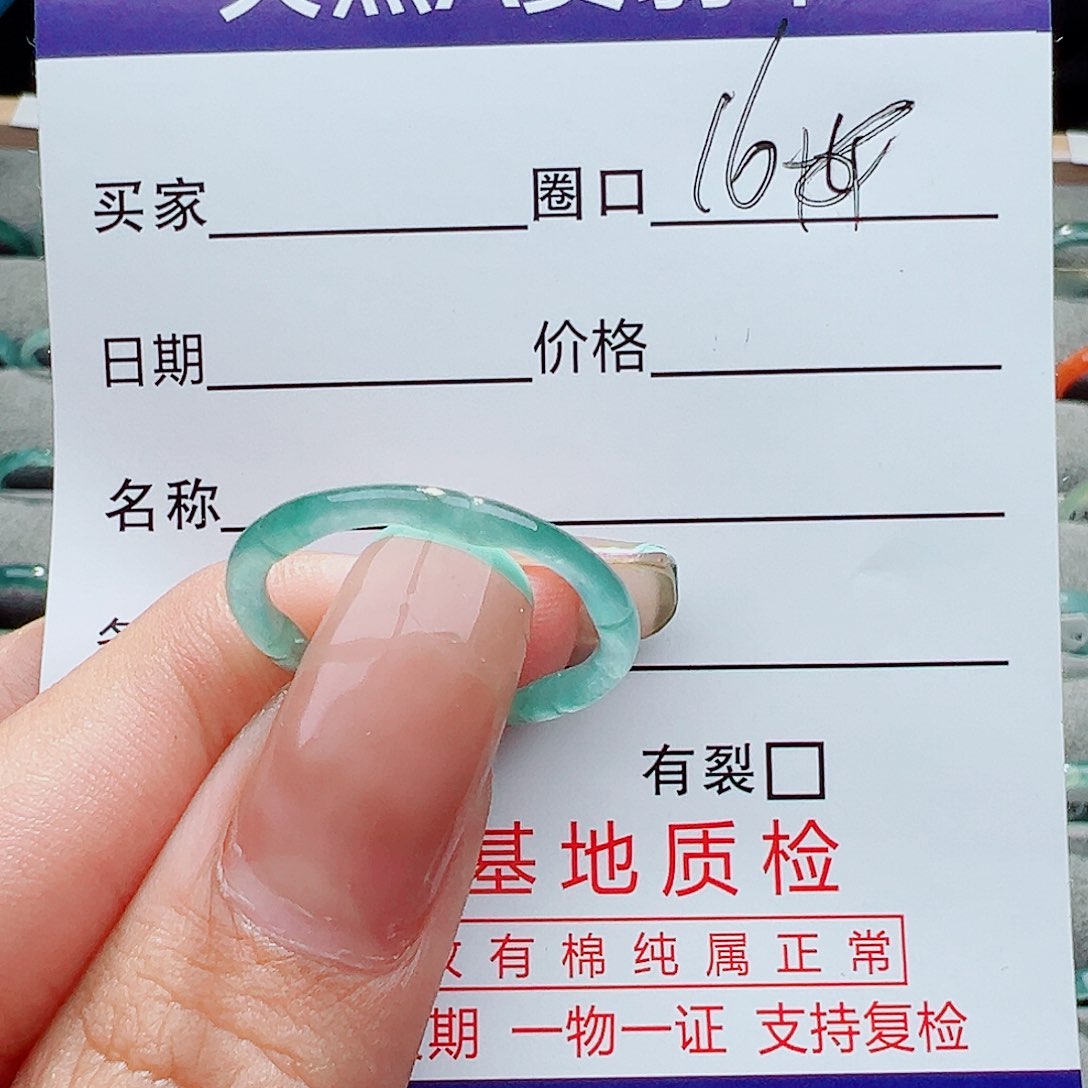 买家 圈口 16
日期 价格
名称
有裂
基地质检
有棉纯属正常
期 一物一证 支持复检